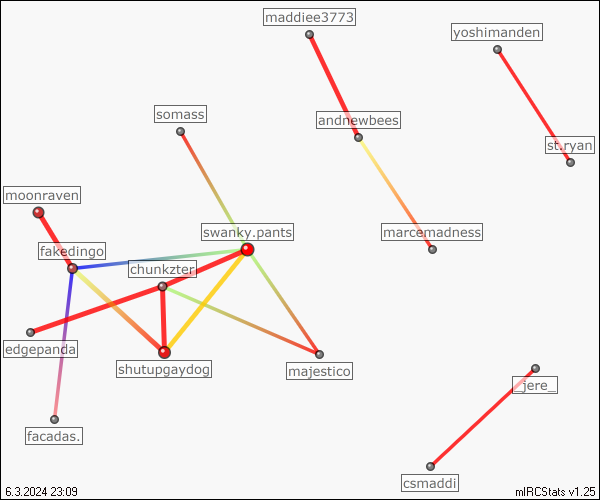 maddiee3773
yoshimanden
somass
andnewbees
st.ryan
moonraven
swanky.pants
marcemadness
fakedingo
chunkzter
edgepanda
shutupgaydog
majestico
_jere_
facadas.
csmaddi
6.3.2024 23:09
mIRCStats v1.25